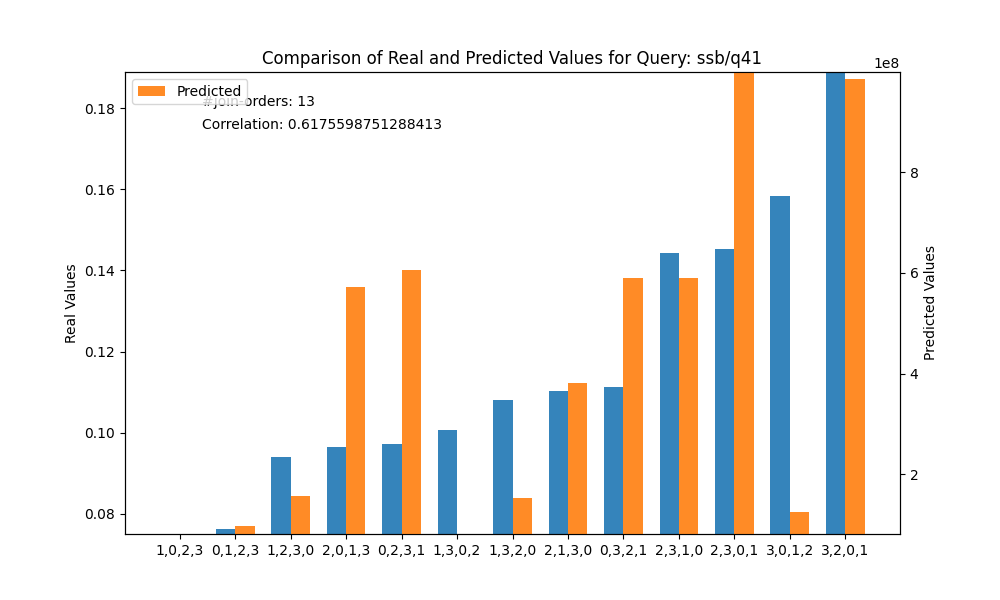 Comparison of Real and Predicted Values for Query: ssb/q41
1e8
Predicted
#join-orders: 13
Correlation: 0.6175598751288413
0.18
0.16
0.14
0.12
0.10
0.08
Real Values
8
6
4
2
Predicted Values
1,0,2,3 0,1,2,3 1,2,3,0 2,0,1,3 0,2,3,1 1,3,0,2 1,3,2,0 2,1,3,0 0,3,2,1 2,3,1,0 2,3,0,1 3,0,1,2 3,2,0,1